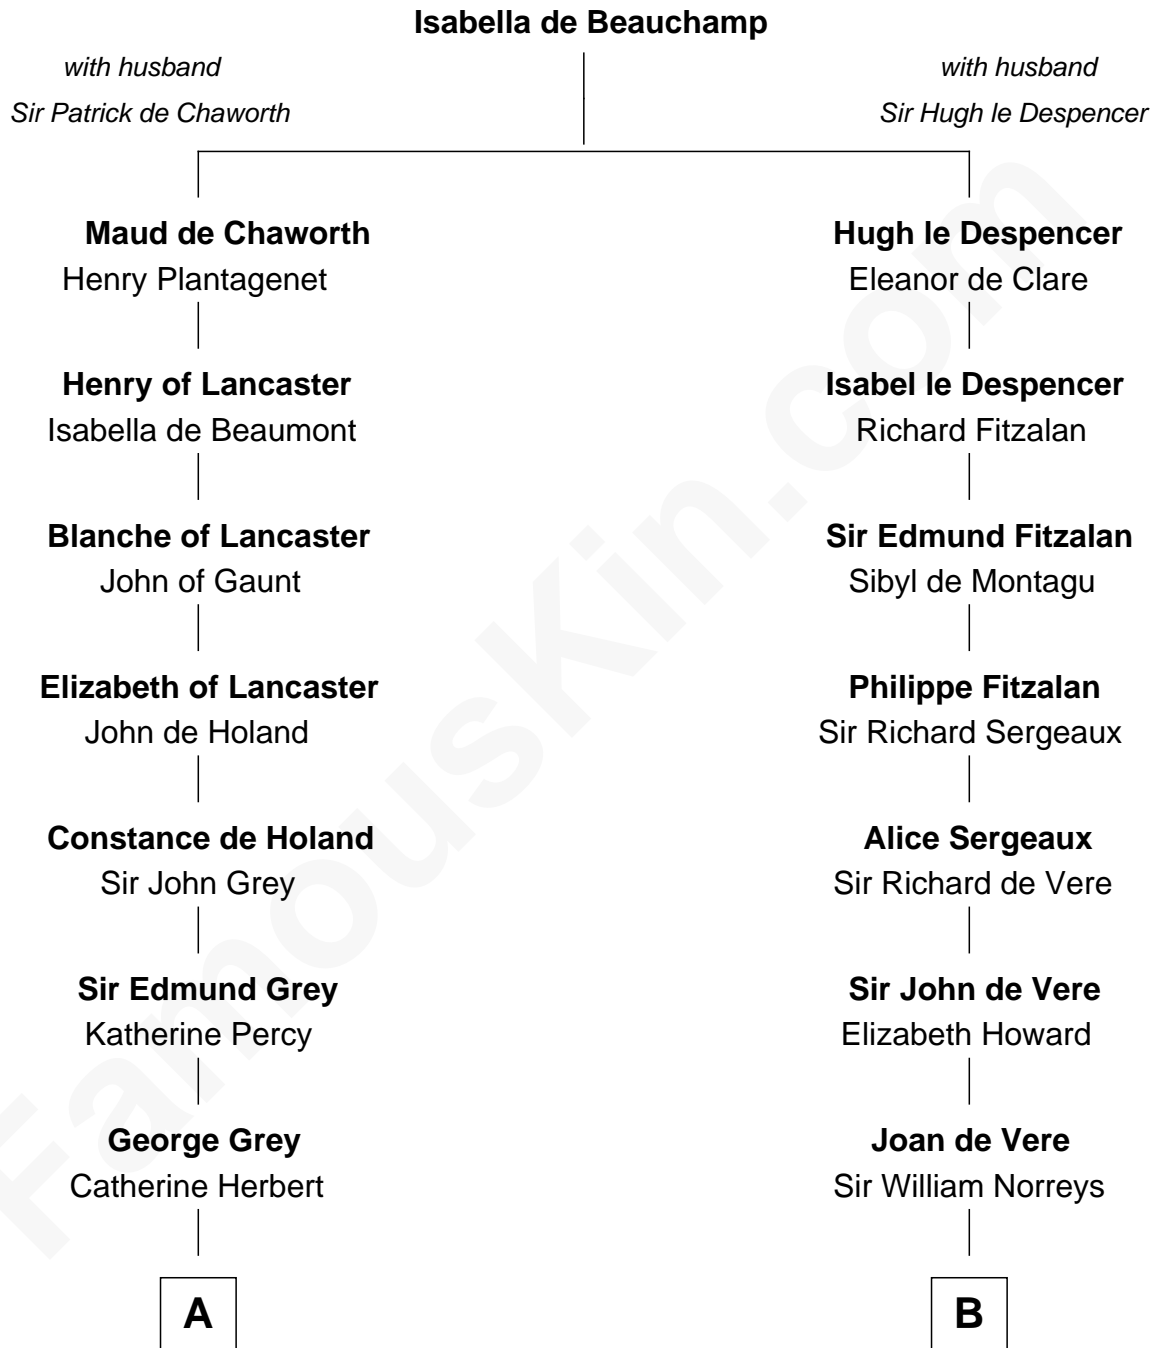 Isabella de Beauchamp
with husband
Sir Patrick de Chaworth
with husband
Sir Hugh le Despencer
Maud de Chaworth
Henry Plantagenet
Hugh le Despencer
Eleanor de Clare
Henry of Lancaster
Isabella de Beaumont
Isabel le Despencer
Richard Fitzalan
Blanche of Lancaster
John of Gaunt
Sir Edmund Fitzalan
Sibyl de Montagu
Elizabeth of Lancaster
John de Holand
Philippe Fitzalan
Sir Richard Sergeaux
Constance de Holand
Sir John Grey
Alice Sergeaux
Sir Richard de Vere
Sir Edmund Grey
Katherine Percy
Sir John de Vere
Elizabeth Howard
George Grey
Catherine Herbert
Joan de Vere
Sir William Norreys
A
B
FamousKin.com